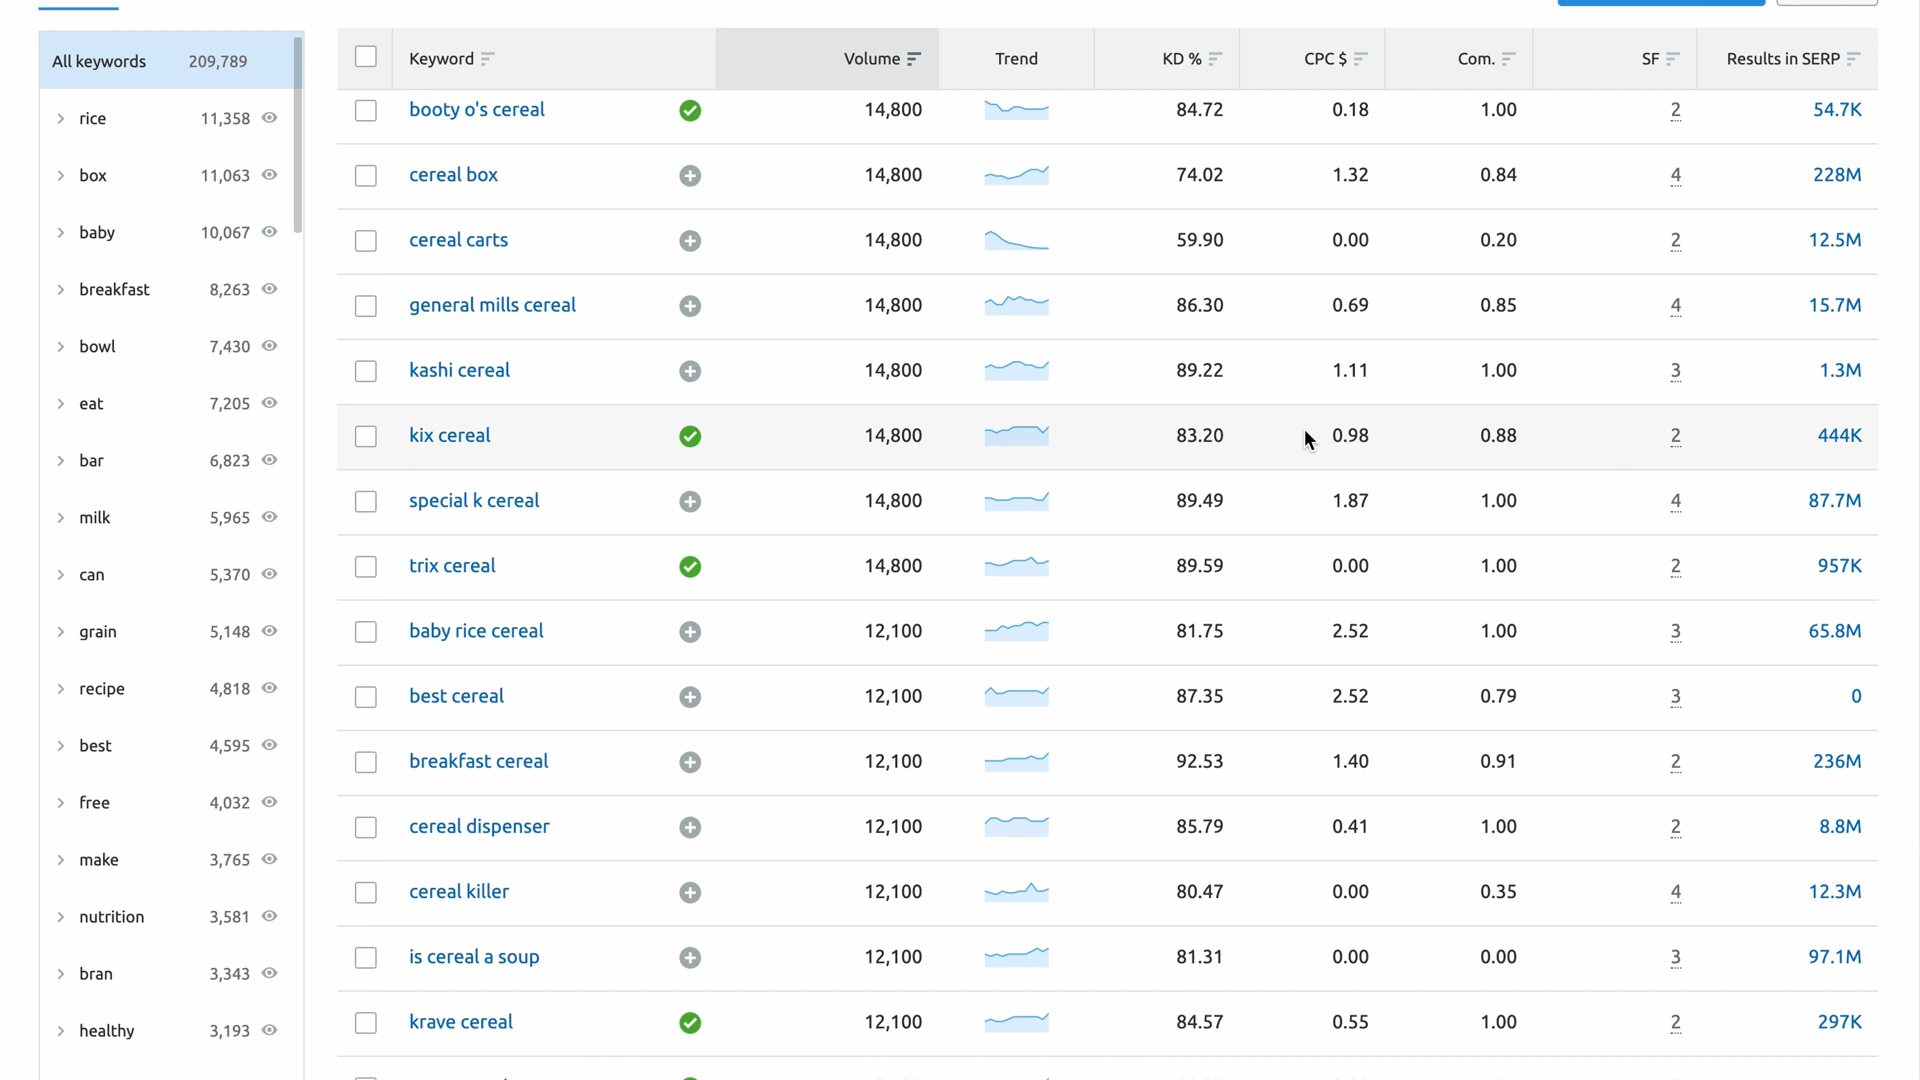 All keywords 209,789
rice 11,358
box 11,063
baby 10,067
breakfast 8,263
bowl 7,430
eat 7,205
bar 6,823
milk 5,965
can 5,370
grain 5,148
recipe 4,818
best 4,595
free 4,032
make 3,765
nutrition 3,581
bran 3,343
healthy 3,193
Keyword Volume Trend KD % CPC $ Com. SF Results in SERP
booty o's cereal 14,800 84.72 0.18 1.00 2 54.7K
cereal box 14,800 74.02 1.32 0.84 4 228M
cereal carts 14,800 59.90 0.00 0.20 2 12.5M
general mills cereal 14,800 86.30 0.69 0.85 4 15.7M
kashi cereal 14,800 89.22 1.11 1.00 3 1.3M
kix cereal 14,800 83.20 0.98 0.88 2 444K
special k cereal 14,800 89.49 1.87 1.00 4 87.7M
trix cereal 14,800 89.59 0.00 1.00 2 957K
baby rice cereal 12,100 81.75 2.52 1.00 3 65.8M
best cereal 12,100 87.35 2.52 0.79 3 0
breakfast cereal 12,100 92.53 1.40 0.91 2 236M
cereal dispenser 12,100 85.79 0.41 1.00 2 8.8M
cereal killer 12,100 80.47 0.00 0.35 4 12.3M
is cereal a soup 12,100 81.31 0.00 0.00 3 97.1M
krave cereal 12,100 84.57 0.55 1.00 2 297K